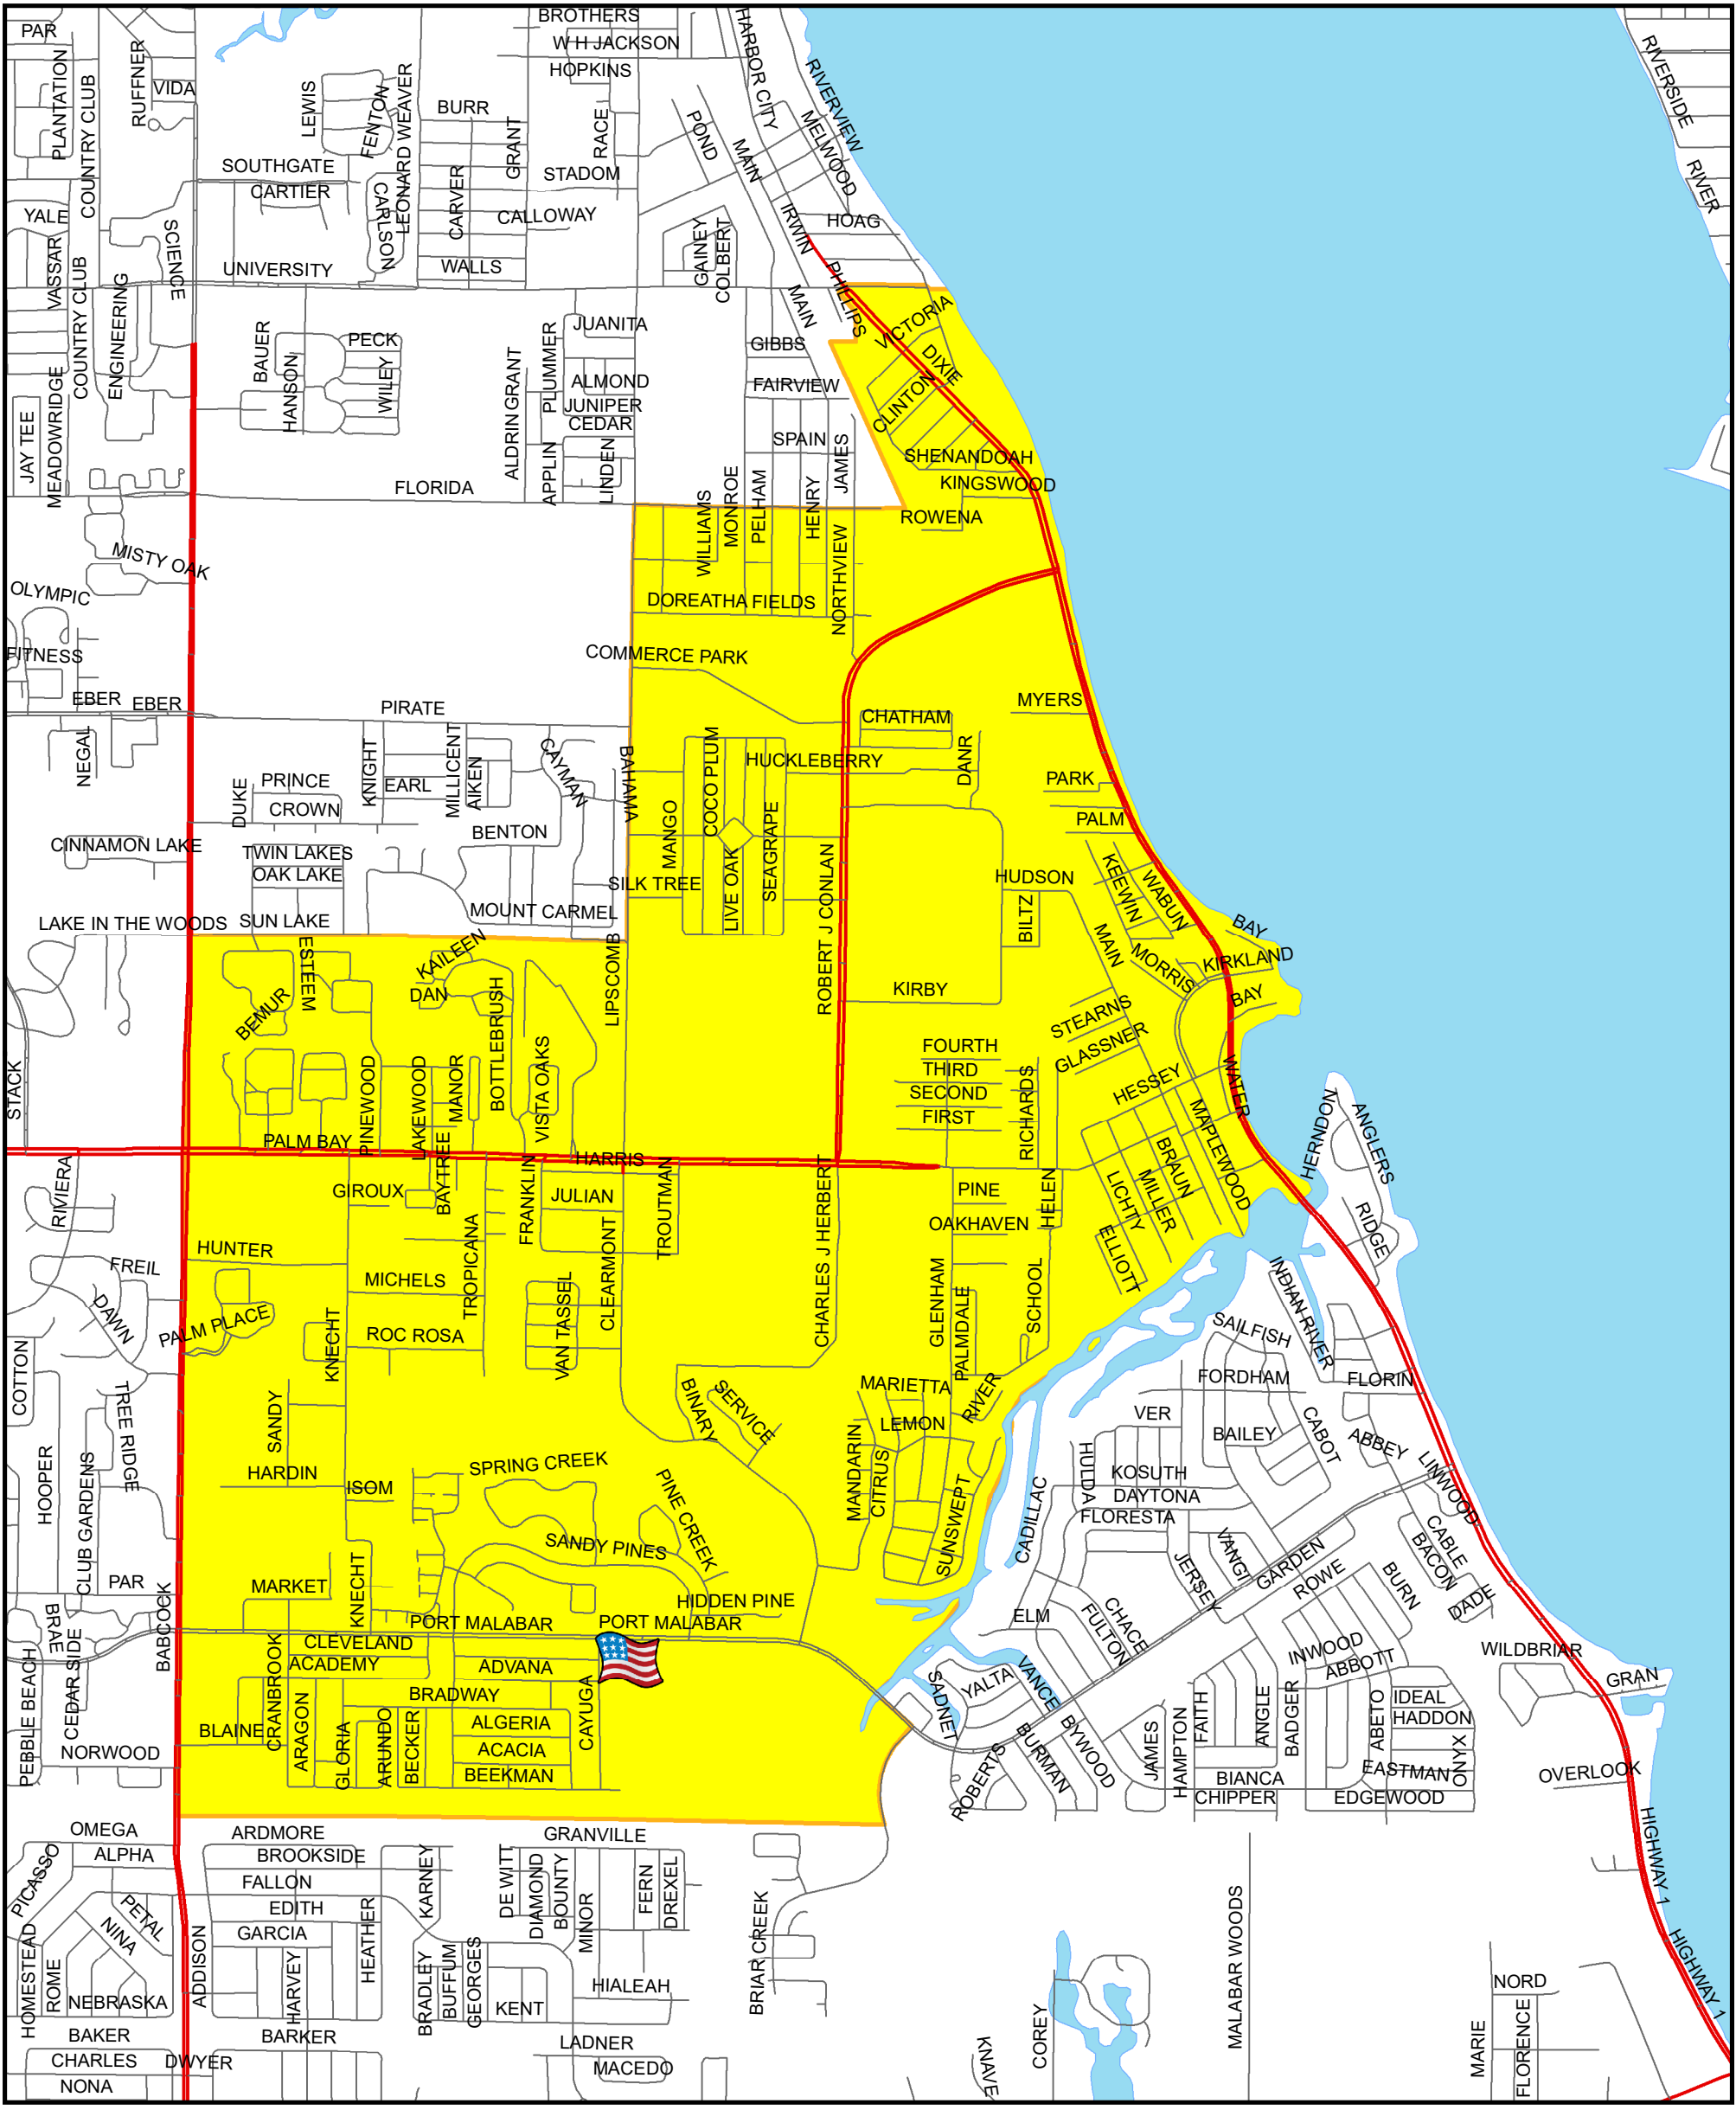 BROTHERS
PAR
W H JACKSON
HARBOR CITY
RIVERSIDE
HOPKINS
RUFFNER
PLANTATION
COUNTRY CLUB
VIDA
LEWIS
FENTON
LEONARD WEAVER
BURR
GRANT
RACE
POND
MAIN
MELWOOD
RIVERVIEW
SOUTHGATE
CARTIER
CARLSON
CARVER
STADOM
RIVER
YALE
CALLOWAY
IRWIN
HOAG
VASSAR
SCIENCE
GAINEY
COLBERT
UNIVERSITY
WALLS
COUNTRY CLUB
ENGINEERING
PHILLIPS
MAIN
VICTORIA
JUANITA
BAUER
HANSON
PECK
WILEY
PLUMMER
GIBBS
DIXIE
ALMOND
FAIRVIEW
CLINTON
JUNIPER
CEDAR
ALDRIN GRANT
JAY TEE
MEADOWRIDGE
SPAIN
JAMES
SHENANDOAH
APPLIN
LINDEN
KINGSWOOD
FLORIDA
WILLIAMS
MONROE
PELHAM
HENRY
ROWENA
NORTHVIEW
MISTY OAK
OLYMPIC
DOREATHA FIELDS
FITNESS
COMMERCE PARK
EBER
EBER
PIRATE
MYERS
CHATHAM
NEGAL
KNIGHT
MILLICENT
AIKEN
CAYMAN
BAHAMA
COCO PLUM
HUCKLEBERRY
DANR
PRINCE
EARL
PARK
DUKE
CROWN
MANGO
SEAGRAPE
PALM
CINNAMON LAKE
BENTON
TWIN LAKES
OAK LAKE
SILK TREE
LIVE OAK
ROBERT J CONLAN
HUDSON
KEEWIN
WABUN
LAKE IN THE WOODS
SUN LAKE
MOUNT CARMEL
BILTZ
BAY
ESTEEM
KAILEEN
LIPSCOMB
MAIN
MORRIS
KIRKLAND
DAN
BEMUR
BOTTLEBRUSH
KIRBY
BAY
STEARNS
GLASSNER
STACK
FOURTH
THIRD
SECOND
FIRST
RICHARDS
HESSEY
WATER
PINEWOOD
LAKEWOOD
MANOR
VISTA OAKS
MAPLEWOOD
HERNDON
ANGLERS
PALM BAY
HARRIS
BAYTREE
BRAUN
RIVIERA
GIROUX
FRANKLIN
JULIAN
TROUTMAN
PINE
HELEN
MILLER
LICHTY
OAKHAVEN
RIDGE
CHARLES J HERBERT
ELLIOTT
HUNTER
FREIL
TROPICANA
CLEARMONT
MICHELS
GLENHAM
SCHOOL
INDIAN RIVER
DAWN
PALM PLACE
KNECHT
ROC ROSA
VAN TASSEL
PALMDALE
SAILFISH
COTTON
TREE RIDGE
SANDY
BINARY
SERVICE
MARIETTA
LEMON
RIVER
FORDHAM
FLORIN
VER
BAILEY
CABOT
ABBEY
HOOPER
CLUB GARDENS
HARDIN
ISOM
SPRING CREEK
MANDARIN
CITRUS
HULDA
KOSUTH
DAYTONA
FLORESTA
LINWOOD
PINE CREEK
SUNSWEPT
CADILLAC
SANDY PINES
VANGI
GARDEN
CABLE
BACON
PAR
MARKET
KNECHT
HIDDEN PINE
JERSEY
ROWE
BURN
DADE
BRAE
BABCOCK
PORT MALABAR
PORT MALABAR
ELM
CHACE
FULTON
CLEVELAND
ACADEMY
ADVANA
INWOOD
ABBOTT
WILDBRIAR
PEBBLE BEACH
CEDARSIDE
CRANBROOK
BRADWAY
CAYUGA
SADNET
YALTA
VANCE
GRAN
BLAINE
ARAGON
GLORIA
ARUNDO
BECKER
ALGERIA
ACACIA
BEEKMAN
IDEAL
HADDON
FAITH
ANGLE
BADGER
ABETO
NORWOOD
ROBERTS
BURMAN
BYWOOD
JAMES
HAMPTON
BIANCA
CHIPPER
EASTMAN
ONYX
EDGEWOOD
OVERLOOK
OMEGA
ALPHA
ARDMORE
BROOKSIDE
GRANVILLE
HIGHWAY 1
PICASSO
FALLON
EDITH
GARCIA
KARNEY
DE WITT
DIAMOND
BOUNTY
MINOR
FERN
DREXEL
PETAL
NINA
HEATHER
BRIAR CREEK
MALABAR WOODS
HOMESTEAD
ROME
ADDISON
HARVEY
BRADLEY
BUFFUM
GEORGES
HIALEAH
HIGHWAY 1
NEBRASKA
KENT
NORD
BAKER
BARKER
LADNER
COREY
MARIE
FLORENCE
CHARLES
DWYER
MACEDO
KNAVE
NONA